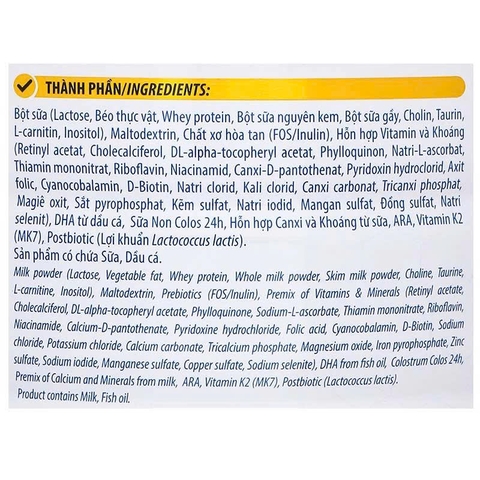 THÀNH PHẦN/INGREDIENTS:
Bột sữa (Lactose, Béo thực vật, Whey protein, Bột sữa nguyên kem, Bột sữa gầy, Cholin, Taurin,
L-carnitin, Inositol), Maltodextrin, Chất xơ hòa tan (FOS/Inulin), Hỗn hợp Vitamin và Khoáng
(Retinyl acetat, Cholecalciferol, DL-alpha-tocopheryl acetat, Phylloquinon, Natri-L-ascorbat,
Thiamin mononitrat, Riboflavin, Niacinamid, Canxi-D-pantothenat, Pyridoxin hydroclorid, Axit
folic, Cyanocobalamin, D-Biotin, Natri clorid, Kali clorid, Canxi carbonat, Tricanxi phosphat,
Magiê oxit, Sắt pyrophosphat, Kẽm sulfat, Natri iodid, Mangan sulfat, Đồng sulfat, Natri
selenit), DHA từ dầu cá, Sữa Non Colos 24h, Hỗn hợp Canxi và Khoáng từ sữa, ARA, Vitamin K2
(MK7), Postbiotic (Lợi khuẩn Lactococcus lactis).
Sản phẩm có chứa Sữa, Dầu cá.
Milk powder (Lactose, Vegetable fat, Whey protein, Whole milk powder, Skim milk powder, Choline, Taurine,
L-carnitine, Inositol), Maltodextrin, Prebiotics (FOS/Inulin), Premix of Vitamins & Minerals (Retinyl acetate,
Cholecalciferol, DL-alpha-tocopheryl acetate, Phylloquinone, Sodium-L-ascorbate, Thiamin mononitrate, Riboflavin,
Niacinamide, Calcium-D-pantothenate, Pyridoxine hydrochloride, Folic acid, Cyanocobalamin, D-Biotin, Sodium
chloride, Potassium chloride, Calcium carbonate, Tricalcium phosphate, Magnesium oxide, Iron pyrophosphate, Zinc
sulfate, Sodium iodide, Manganese sulfate, Copper sulfate, Sodium selenite), DHA from fish oil, Colostrum Colos 24h,
Premix of Calcium and Minerals from milk, ARA, Vitamin K2 (MK7), Postbiotic (Lactococcus lactis).
Product contains Milk, Fish oil.